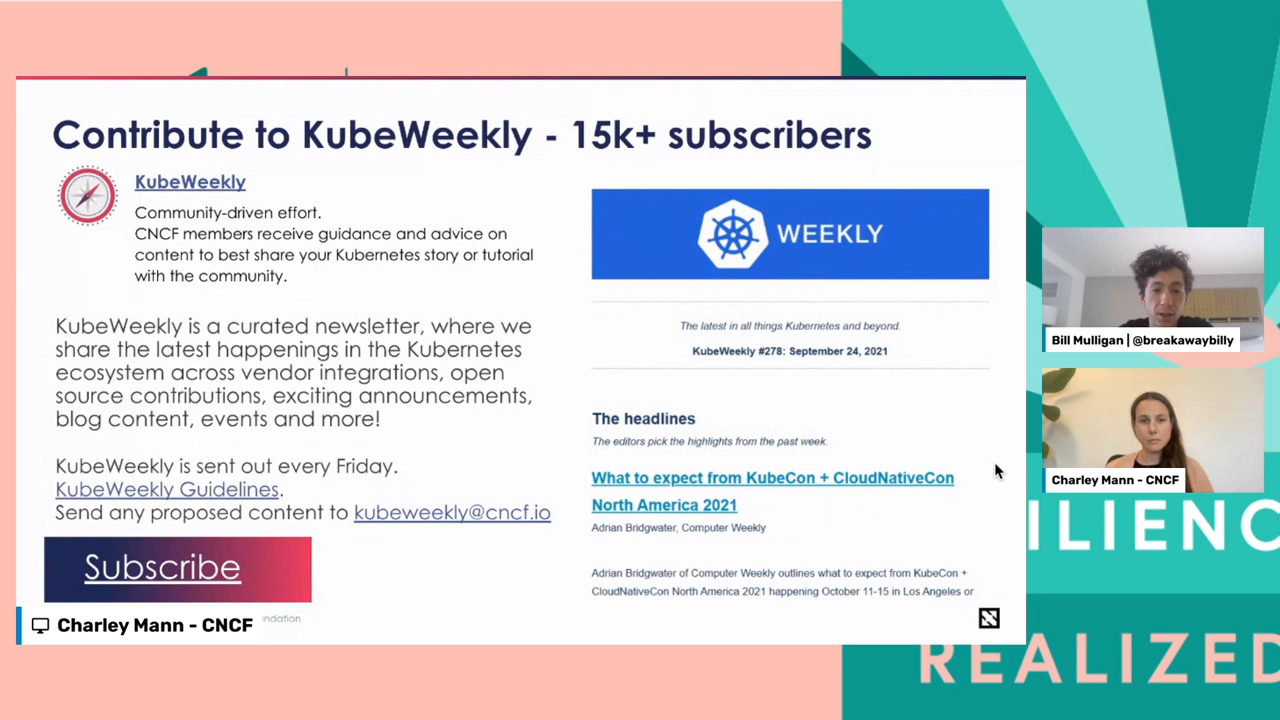 Contribute to KubeWeekly - 15k+ subscribers
KubeWeekly
Community-driven effort.
CNCF members receive guidance and advice on
content to best share your Kubernetes story or tutorial
with the community.
KubeWeekly is a curated newsletter, where we
share the latest happenings in the Kubernetes
ecosystem across vendor integrations, open
source contributions, exciting announcements,
blog content, events and more!
KubeWeekly is sent out every Friday.
KubeWeekly Guidelines.
Send any proposed content to kubeweekly@cncf.io
Subscribe
Charley Mann - CNCF
ndation
WEEKLY
The latest in all things Kubernetes and beyond.
KubeWeekly #278: September 24, 2021
The headlines
The editors pick the highlights from the past week.
What to expect from KubeCon + CloudNativeCon
North America 2021
Adrian Bridgwater, Computer Weekly
Adrian Bridgwater of Computer Weekly outlines what to expect from KubeCon +
CloudNativeCon North America 2021 happening October 11-15 in Los Angeles or
Bill Mulligan | @breakawaybilly
Charley Mann - CNCF
ILIENC
REALIZED